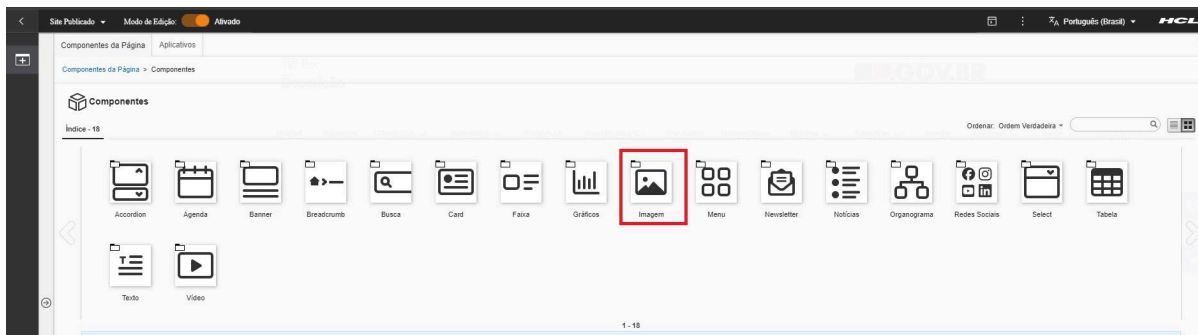 Site Publicado Modo de Edição: Ativado Português (Brasil) HCL
Componentes da Página Aplicativos
Componentes da Página > Componentes
Componentes
Índice - 18
Ordenar: Ordem Verdadeira
Accordion Agenda Banner Breadcrumb Busca Card Faixa Gráficos Imagem Menu Newsletter Notícias Organograma Redes Sociais Select Tabela
Texto Vídeo
1 - 18